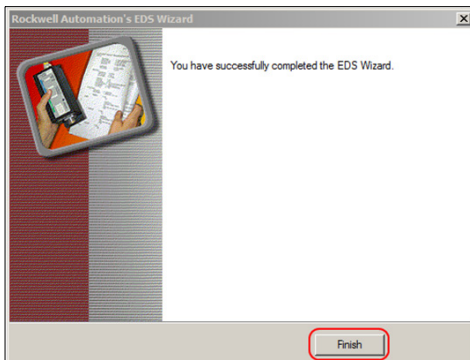 Rockwell Automation's EDS Wizard
You have successfully completed the EDS Wizard.
Finish